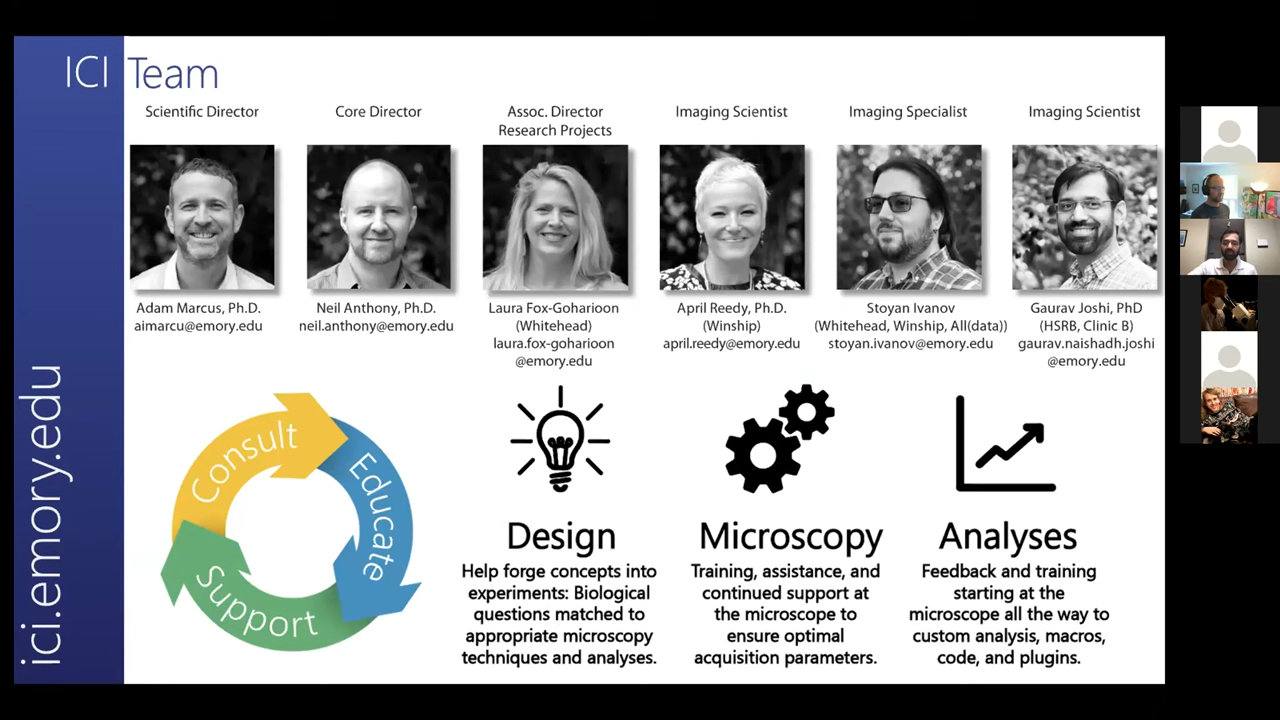 ICI Team
Scientific Director
Core Director
Assoc. Director
Research Projects
Imaging Scientist
Imaging Specialist
Imaging Scientist
Adam Marcus, Ph.D.
aimarcu@emory.edu
Neil Anthony, Ph.D.
neil.anthony@emory.edu
Laura Fox-Goharioon
(Whitehead)
laura.fox-goharioon
@emory.edu
April Reedy, Ph.D.
(Winship)
april.reedy@emory.edu
Stoyan Ivanov
(Whitehead, Winship, All(data))
stoyan.ivanov@emory.edu
Gaurav Joshi, PhD
(HSRB, Clinic B)
gaurav.naishadh.joshi
@emory.edu
ici.emory.edu
Consult
Educate
Support
Design
Help forge concepts into
experiments: Biological
questions matched to
appropriate microscopy
techniques and analyses.
Microscopy
Training, assistance, and
continued support at
the microscope to
ensure optimal
acquisition parameters.
Analyses
Feedback and training
starting at the
microscope all the way to
custom analysis, macros,
code, and plugins.